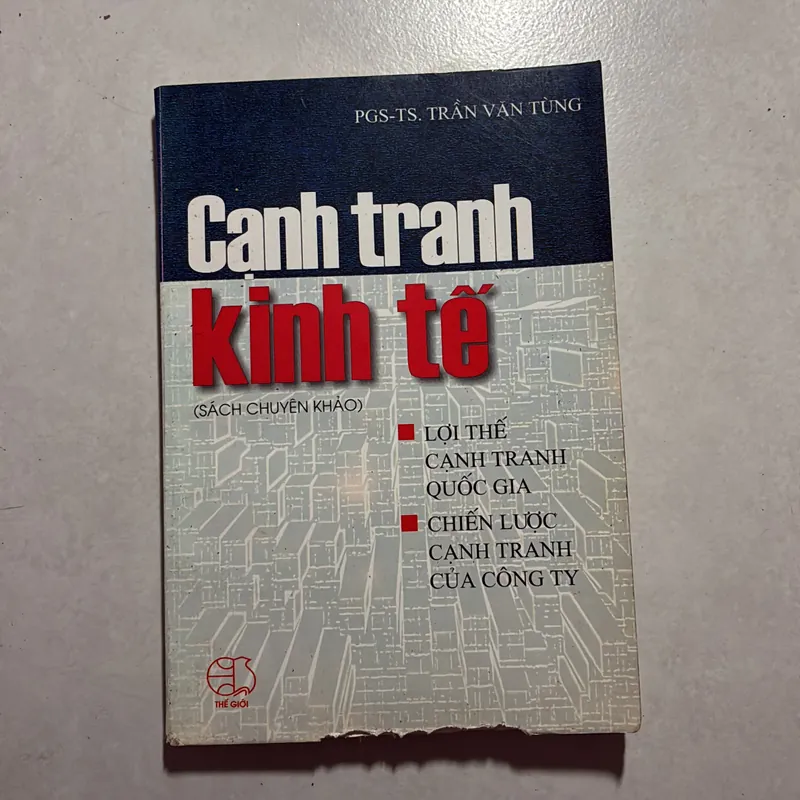 PGS-TS. TRẦN VĂN TÙNG
Cạnh tranh
kinh tế
(SÁCH CHUYÊN KHẢO)
LỢI THẾ
CẠNH TRANH
QUỐC GIA
CHIẾN LƯỢC
CẠNH TRANH
CỦA CÔNG TY
THẾ GIỚI